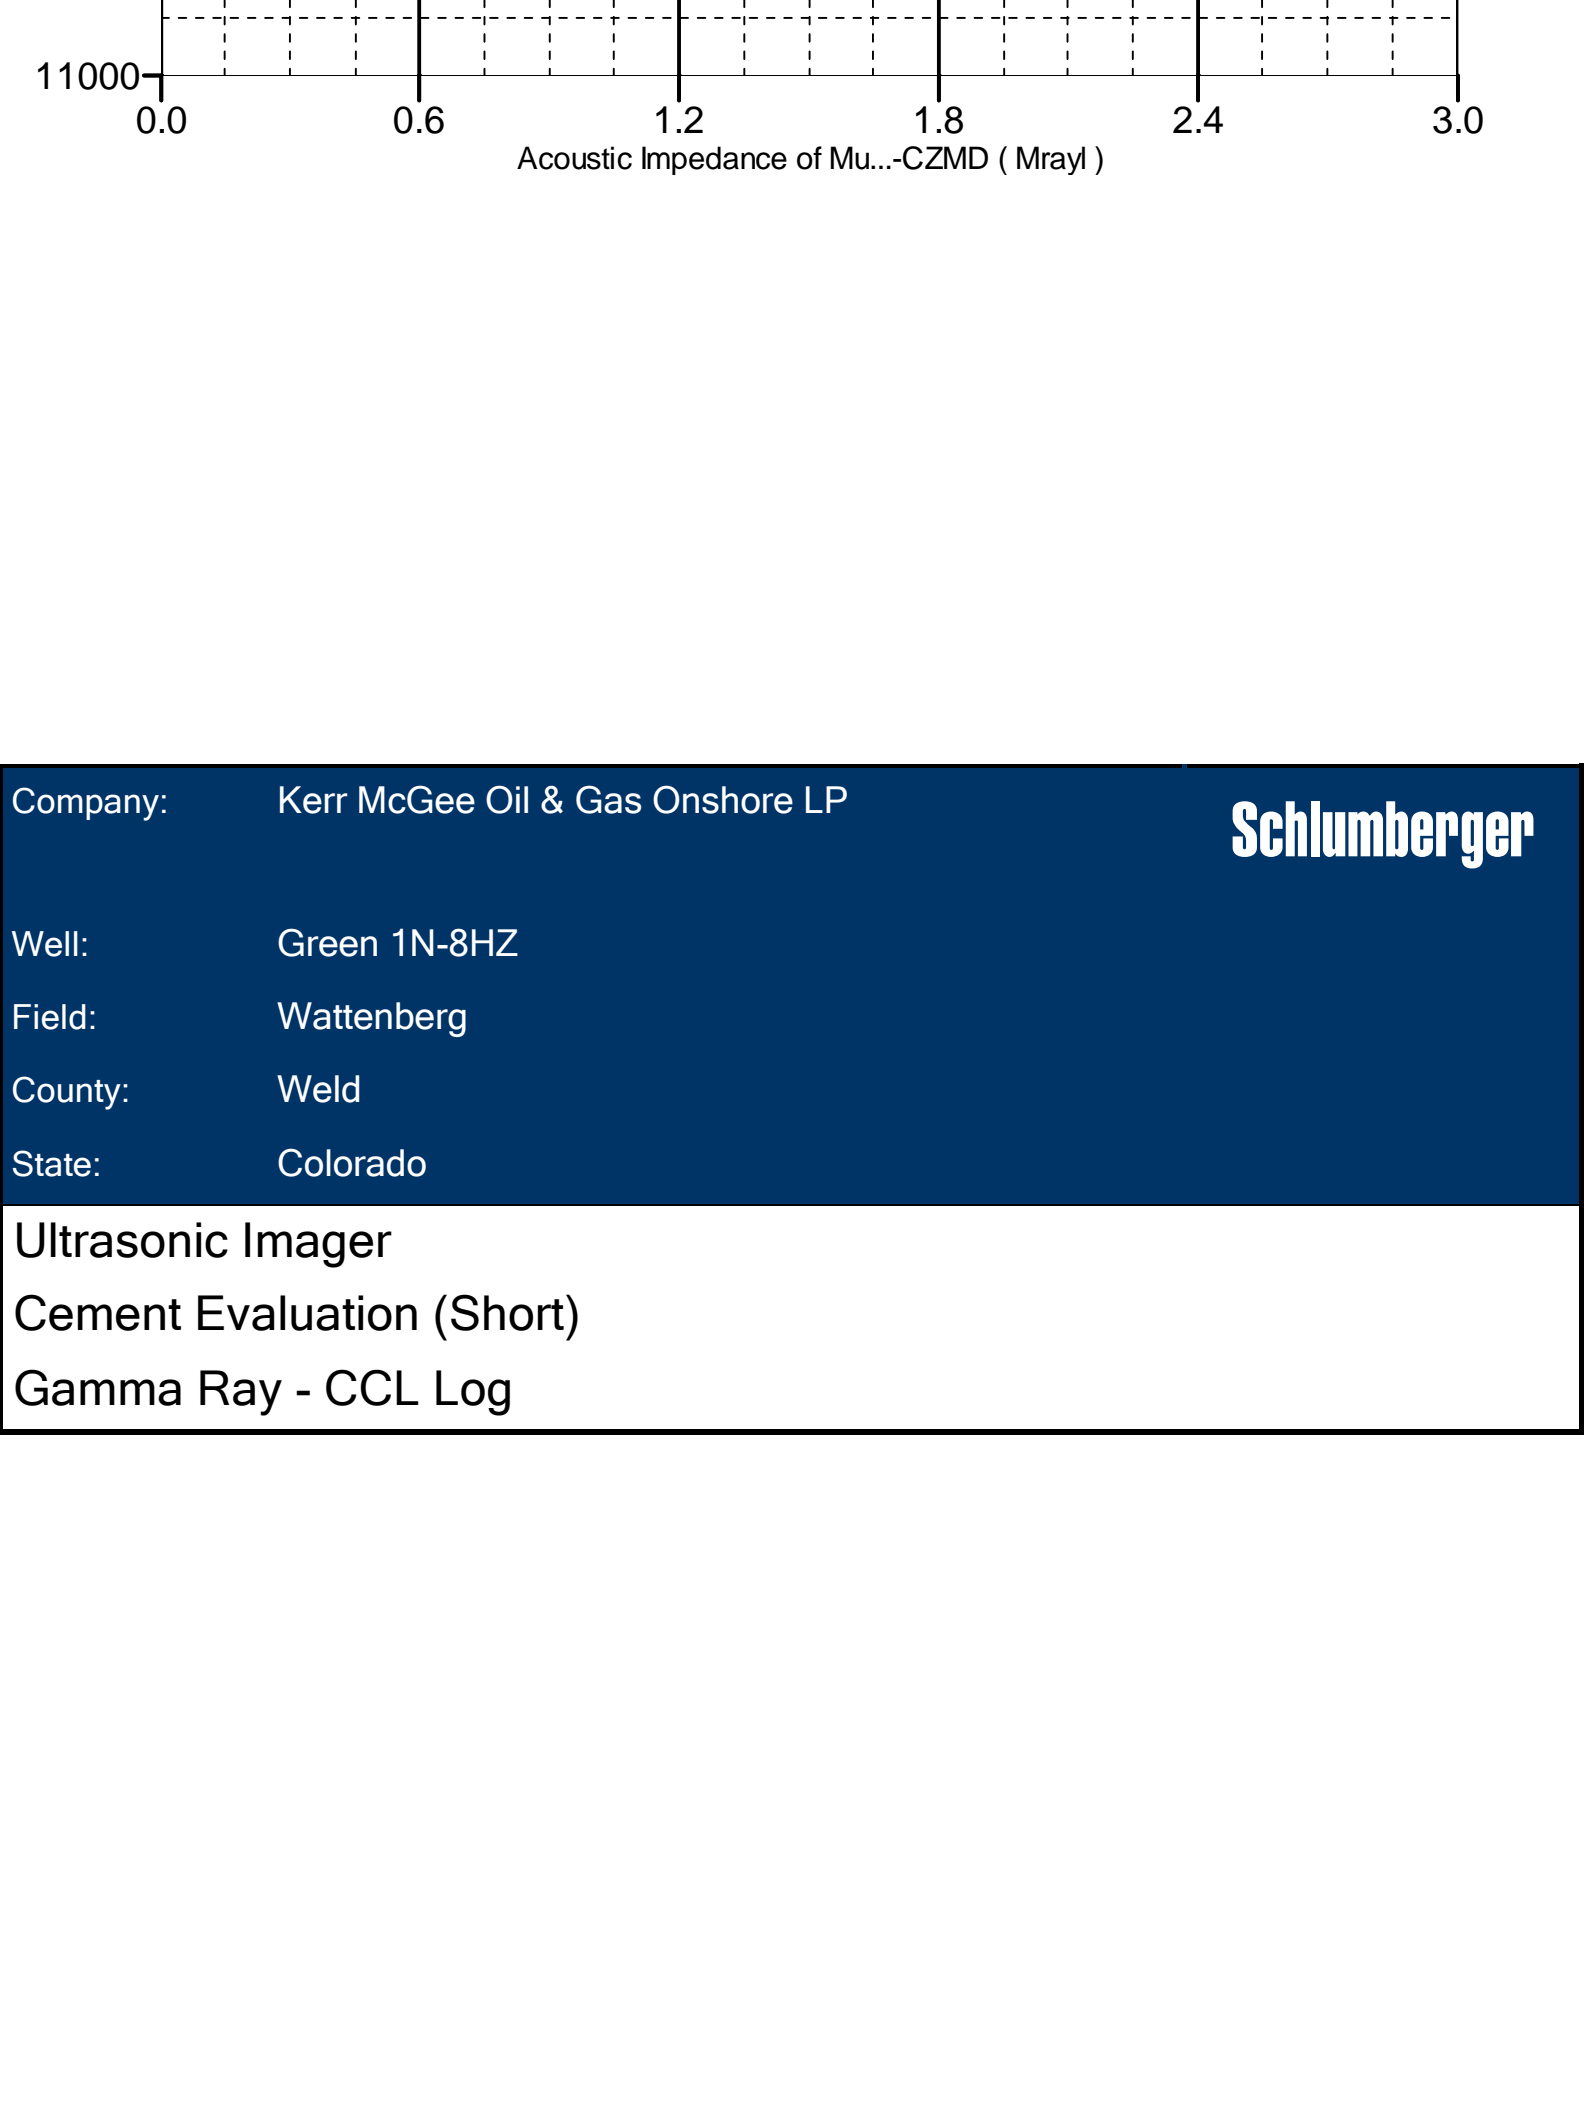 11000
0.0 0.6 1.2 1.8 2.4 3.0
Acoustic Impedance of Mu...-CZMD ( Mrayl )
Company: Kerr McGee Oil & Gas Onshore LP
Schlumberger
Well: Green 1N-8HZ
Field: Wattenberg
County: Weld
State: Colorado
Ultrasonic Imager
Cement Evaluation (Short)
Gamma Ray - CCL Log